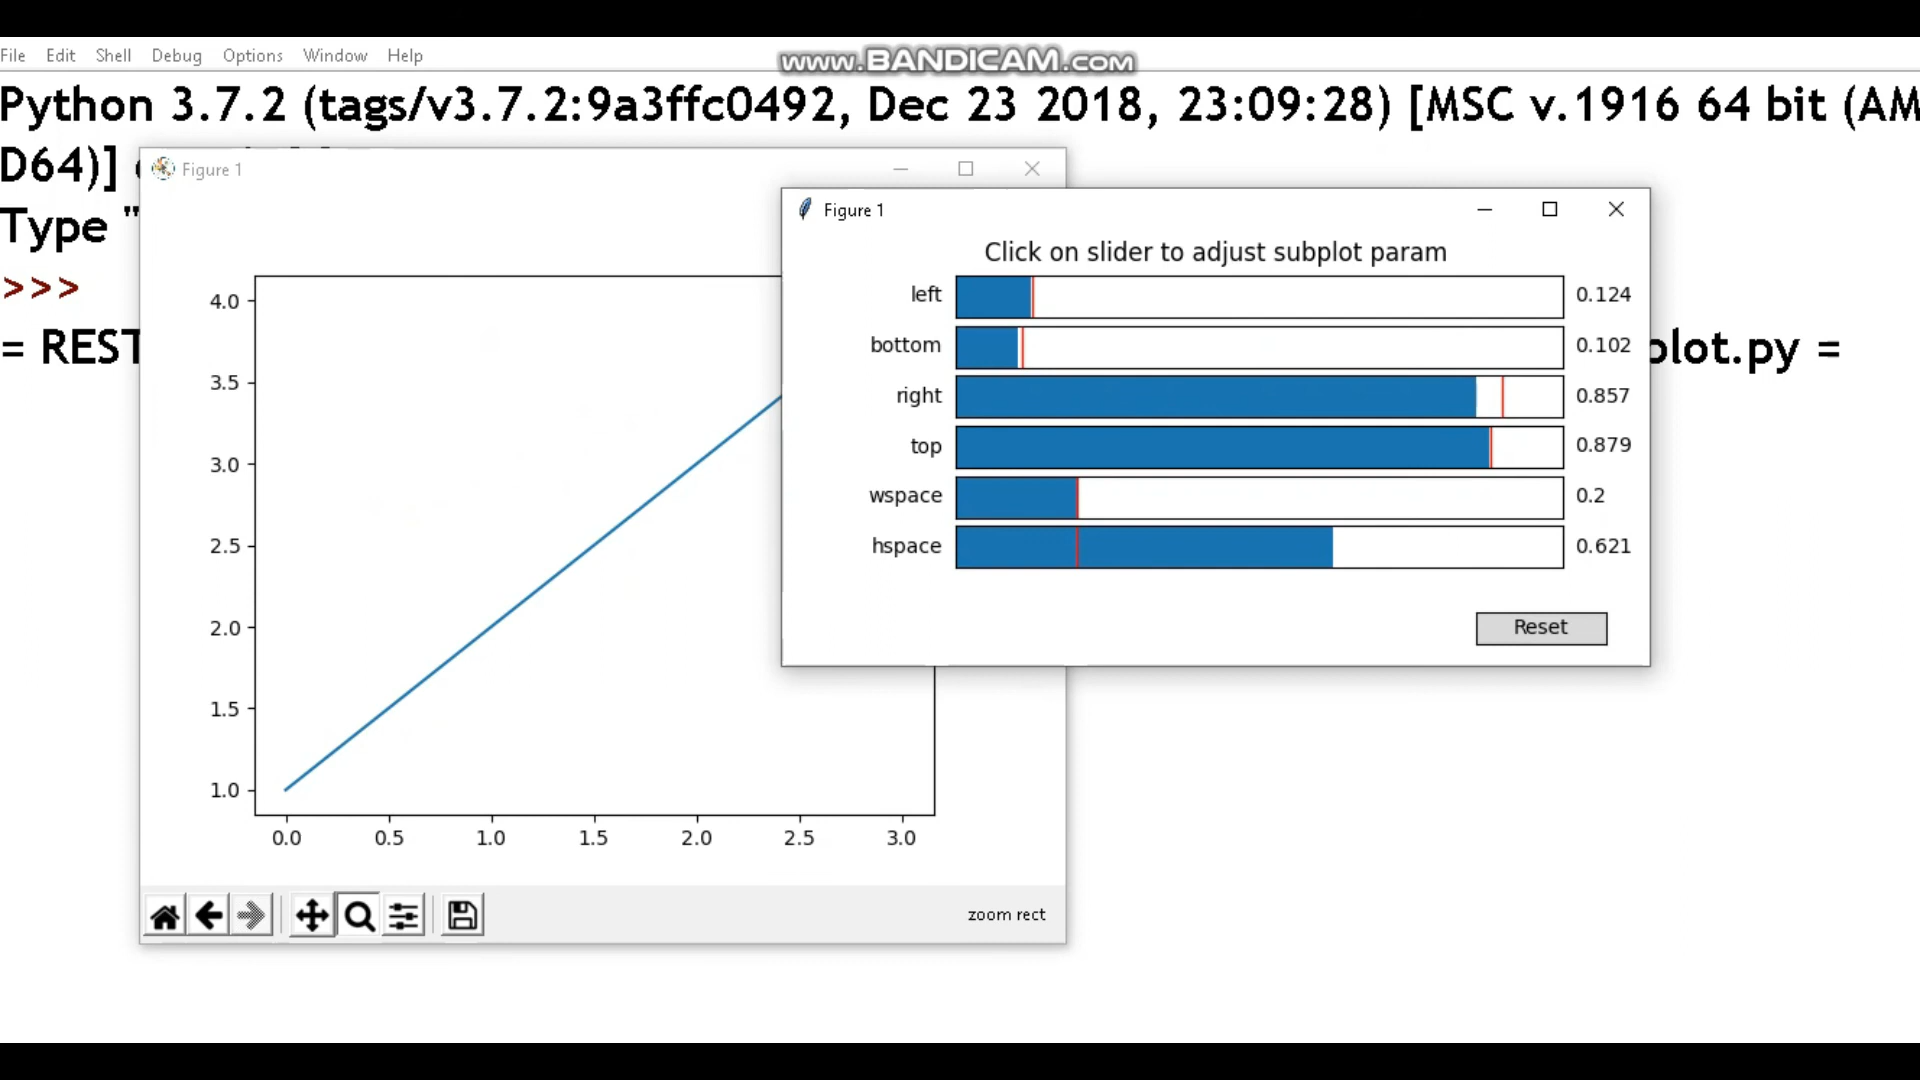 www.BANDICAM.com
File Edit Shell Debug Options Window Help
Python 3.7.2 (tags/v3.7.2:9a3ffc0492, Dec 23 2018, 23:09:28) [MSC v.1916 64 bit (AM
D64)]
Type "
>>>
= REST
plot.py =
Figure 1
4.0
3.5
3.0
2.5
2.0
1.5
1.0
0.0 0.5 1.0 1.5 2.0 2.5 3.0
zoom rect
Figure 1
Click on slider to adjust subplot param
left 0.124
bottom 0.102
right 0.857
top 0.879
wspace 0.2
hspace 0.621
Reset